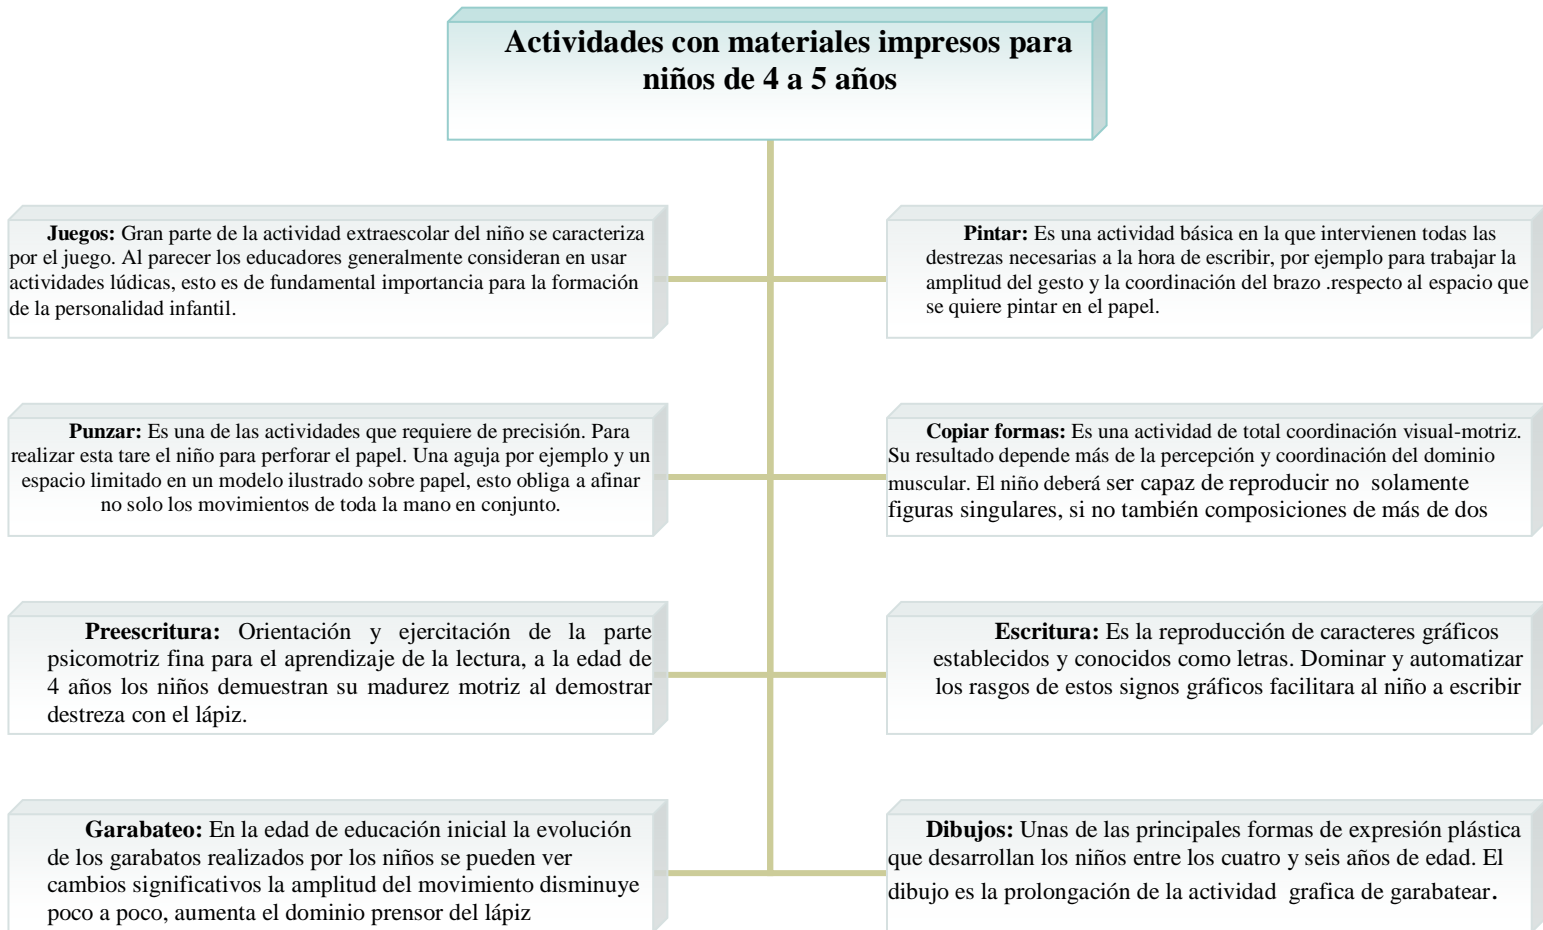 Actividades con materiales impresos para
niños de 4 a 5 años
Juegos: Gran parte de la actividad extraescolar del niño se caracteriza
por el juego. Al parecer los educadores generalmente consideran en usar
actividades lúdicas, esto es de fundamental importancia para la formación
de la personalidad infantil.
Pintar: Es una actividad básica en la que intervienen todas las
destrezas necesarias a la hora de escribir, por ejemplo para trabajar la
amplitud del gesto y la coordinación del brazo .respecto al espacio que
se quiere pintar en el papel.
Punzar: Es una de las actividades que requiere de precisión. Para
realizar esta tare el niño para perforar el papel. Una aguja por ejemplo y un
espacio limitado en un modelo ilustrado sobre papel, esto obliga a afinar
no solo los movimientos de toda la mano en conjunto.
Copiar formas: Es una actividad de total coordinación visual-motriz.
Su resultado depende más de la percepción y coordinación del dominio
muscular. El niño deberá ser capaz de reproducir no solamente
figuras singulares, si no también composiciones de más de dos
Preescritura: Orientación y ejercitación de la parte
psicomotriz fina para el aprendizaje de la lectura, a la edad de
4 años los niños demuestran su madurez motriz al demostrar
destreza con el lápiz.
Escritura: Es la reproducción de caracteres gráficos
establecidos y conocidos como letras. Dominar y automatizar
los rasgos de estos signos gráficos facilitara al niño a escribir
Garabateo: En la edad de educación inicial la evolución
de los garabatos realizados por los niños se pueden ver
cambios significativos la amplitud del movimiento disminuye
poco a poco, aumenta el dominio prensor del lápiz
Dibujos: Unas de las principales formas de expresión plástica
que desarrollan los niños entre los cuatro y seis años de edad. El
dibujo es la prolongación de la actividad grafica de garabatear.